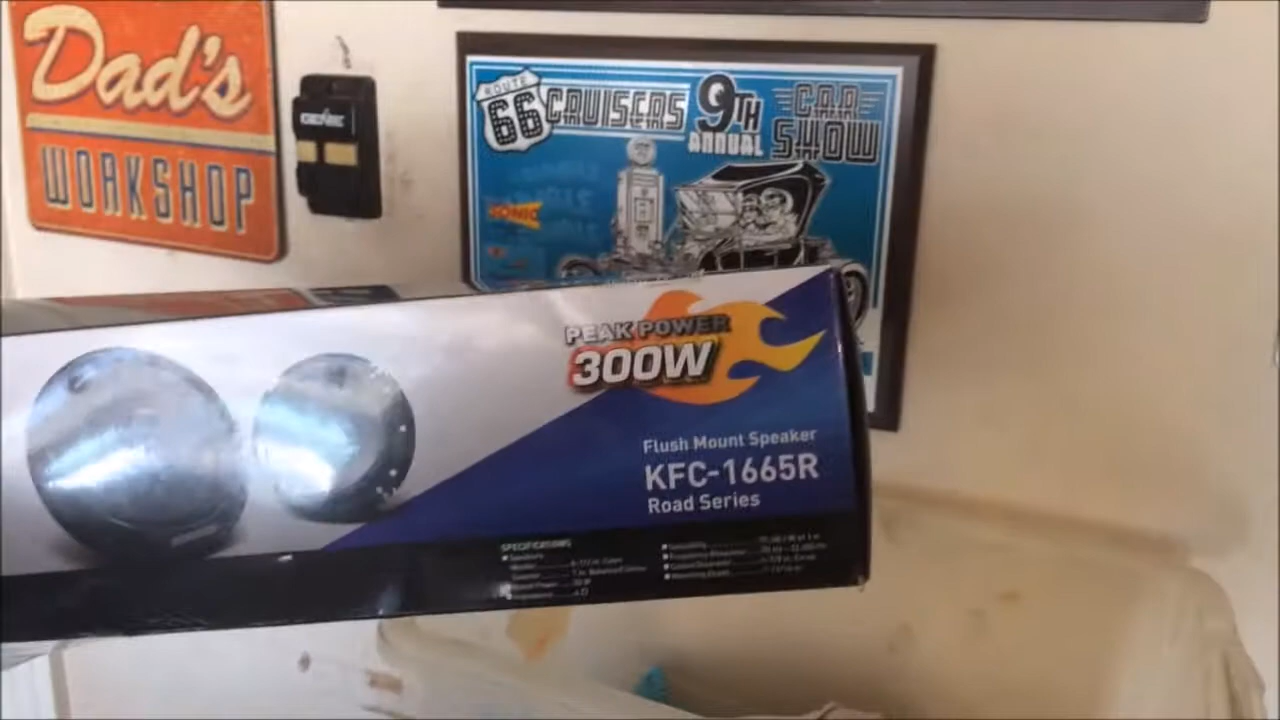 Dad's
WORKSHOP
GENIE
ROUTE
66
CRUISERS
9TH
ANNUAL
CAR
SHOW
SONIC
PEAK POWER
300W
Flush Mount Speaker
KFC-1665R
Road Series
SPECIFICATIONS